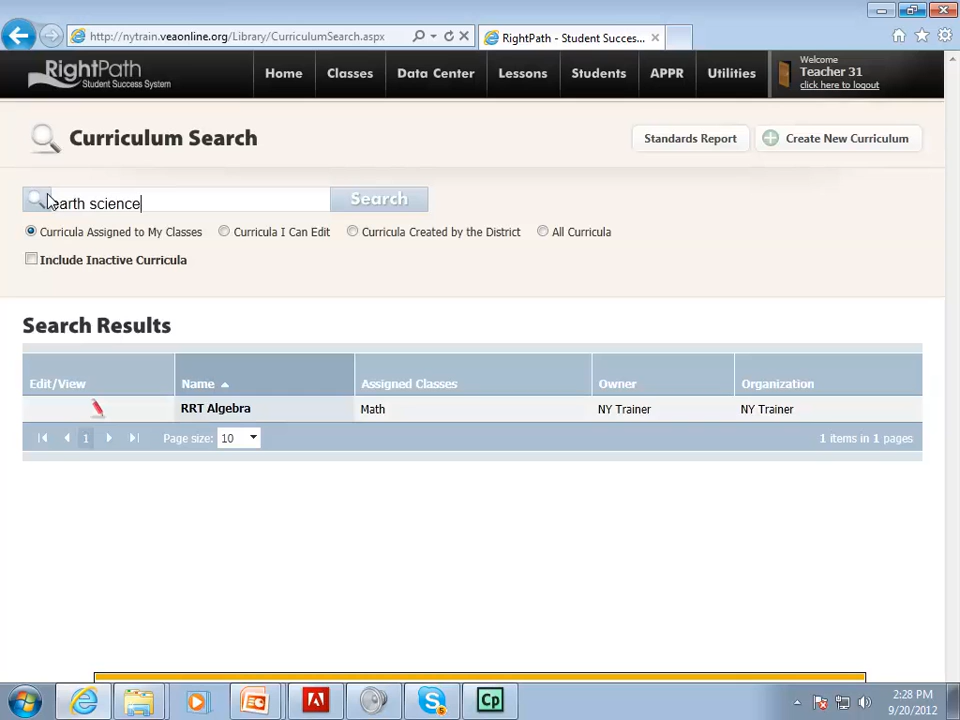 http://nytrain.veaonline.org/Library/CurriculumSearch.aspx
RightPath - Student Succes...
RightPath
Student Success System
Home
Classes
Data Center
Lessons
Students
APPR
Utilities
Welcome
Teacher 31
click here to logout
Curriculum Search
Standards Report
Create New Curriculum
earth science
Search
Curricula Assigned to My Classes
Curricula I Can Edit
Curricula Created by the District
All Curricula
Include Inactive Curricula
Search Results
Edit/View
Name
Assigned Classes
Owner
Organization
RRT Algebra
Math
NY Trainer
NY Trainer
1
Page size:
10
1 items in 1 pages
Cp
2:28 PM
9/20/2012